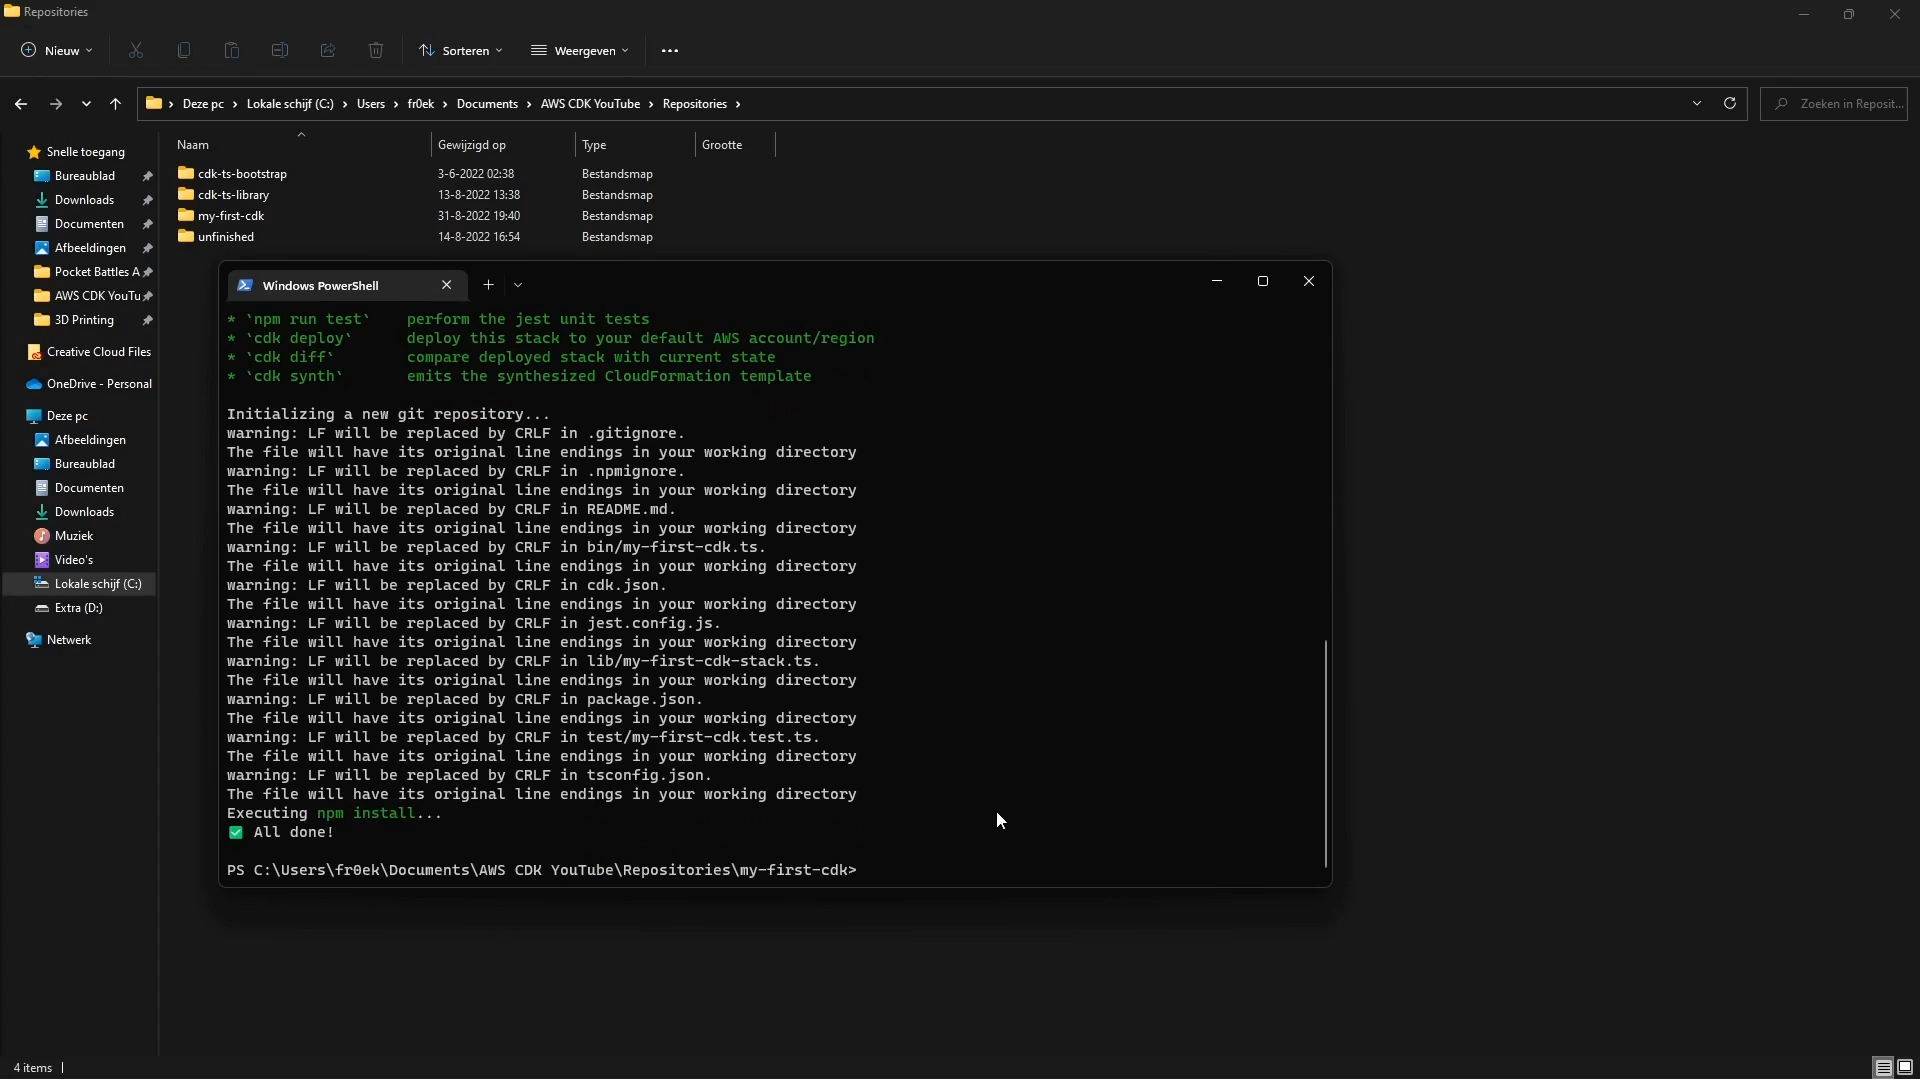 Repositories
Nieuw
Sorteren
Weergeven
Deze pc > Lokale schijf (C:) > Users > fr0ek > Documents > AWS CDK YouTube > Repositories >
Zoeken in Reposit...
Naam Gewijzigd op Type Grootte
cdk-ts-bootstrap 3-6-2022 02:38 Bestandsmap
cdk-ts-library 13-8-2022 13:38 Bestandsmap
my-first-cdk 31-8-2022 19:40 Bestandsmap
unfinished 14-8-2022 16:54 Bestandsmap
Snelle toegang
Bureaublad
Downloads
Documenten
Afbeeldingen
Pocket Battles A
AWS CDK YouTu
3D Printing
Creative Cloud Files
OneDrive - Personal
Deze pc
Afbeeldingen
Bureaublad
Documenten
Downloads
Muziek
Video's
Lokale schijf (C:)
Extra (D:)
Netwerk
Windows PowerShell
* `npm run test` perform the jest unit tests
* `cdk deploy` deploy this stack to your default AWS account/region
* `cdk diff` compare deployed stack with current state
* `cdk synth` emits the synthesized CloudFormation template
Initializing a new git repository...
warning: LF will be replaced by CRLF in .gitignore.
The file will have its original line endings in your working directory
warning: LF will be replaced by CRLF in .npmignore.
The file will have its original line endings in your working directory
warning: LF will be replaced by CRLF in README.md.
The file will have its original line endings in your working directory
warning: LF will be replaced by CRLF in bin/my-first-cdk.ts.
The file will have its original line endings in your working directory
warning: LF will be replaced by CRLF in cdk.json.
The file will have its original line endings in your working directory
warning: LF will be replaced by CRLF in jest.config.js.
The file will have its original line endings in your working directory
warning: LF will be replaced by CRLF in lib/my-first-cdk-stack.ts.
The file will have its original line endings in your working directory
warning: LF will be replaced by CRLF in package.json.
The file will have its original line endings in your working directory
warning: LF will be replaced by CRLF in test/my-first-cdk.test.ts.
The file will have its original line endings in your working directory
warning: LF will be replaced by CRLF in tsconfig.json.
The file will have its original line endings in your working directory
Executing npm install...
✅ All done!
PS C:\Users\fr0ek\Documents\AWS CDK YouTube\Repositories\my-first-cdk>
4 items